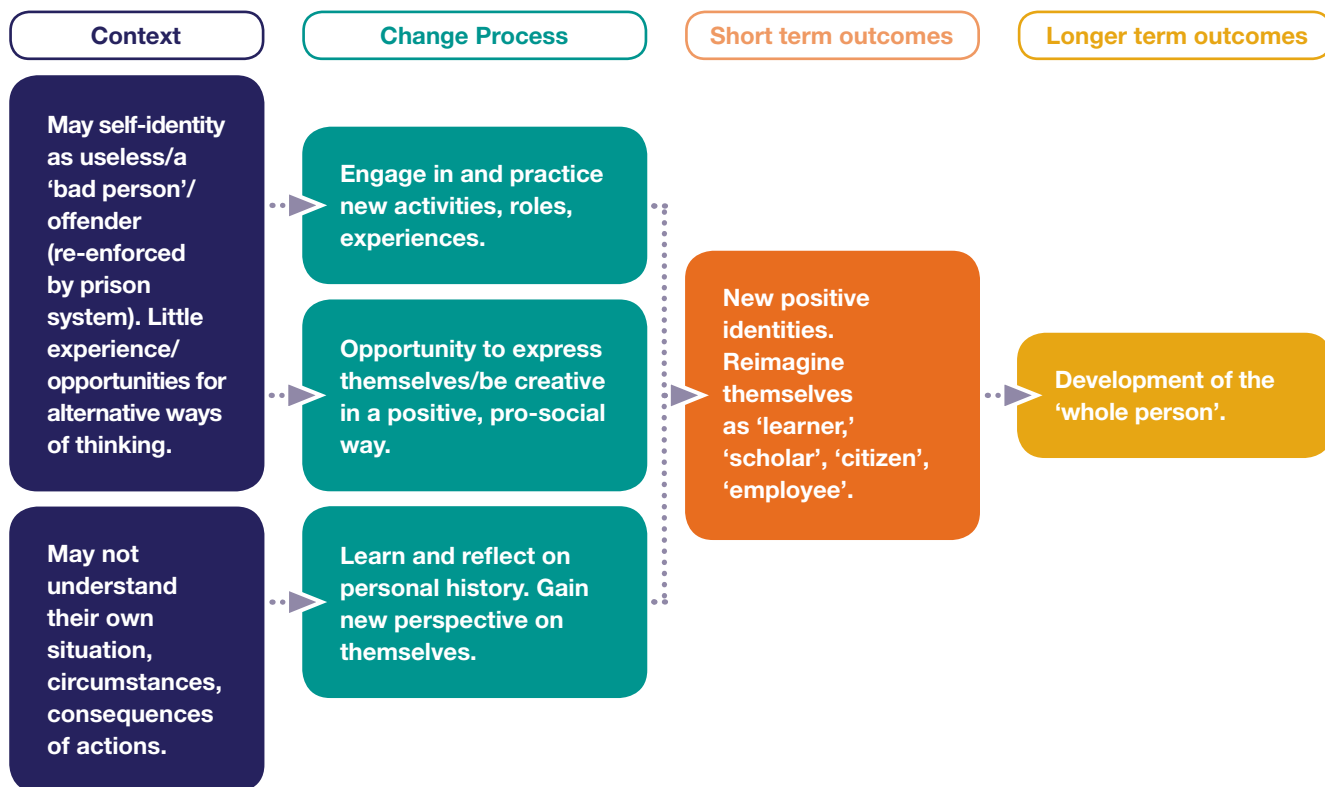 Context
Change Process
Short term outcomes
Longer term outcomes
May self-identity
as useless/a
‘bad person’/
offender
(re-enforced
by prison
system). Little
experience/
opportunities for
alternative ways
of thinking.
May not
understand
their own
situation,
circumstances,
consequences
of actions.
Engage in and practice
new activities, roles,
experiences.
Opportunity to express
themselves/be creative
in a positive, pro-social
way.
Learn and reflect on
personal history. Gain
new perspective on
themselves.
New positive
identities.
Reimagine
themselves
as ‘learner,’
‘scholar’, ‘citizen’,
‘employee’.
Development of the
‘whole person’.